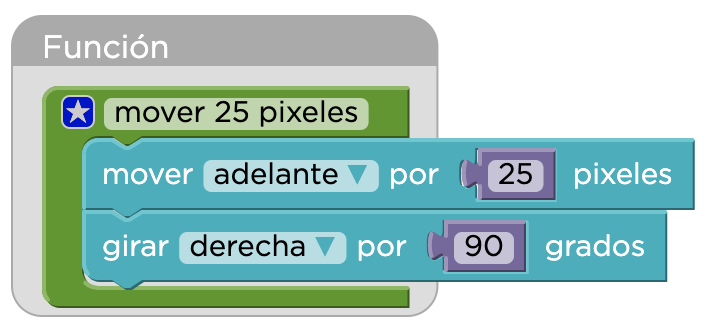 Función
mover 25 pixeles
mover adelante ▼ por 25 pixeles
girar derecha ▼ por 90 grados